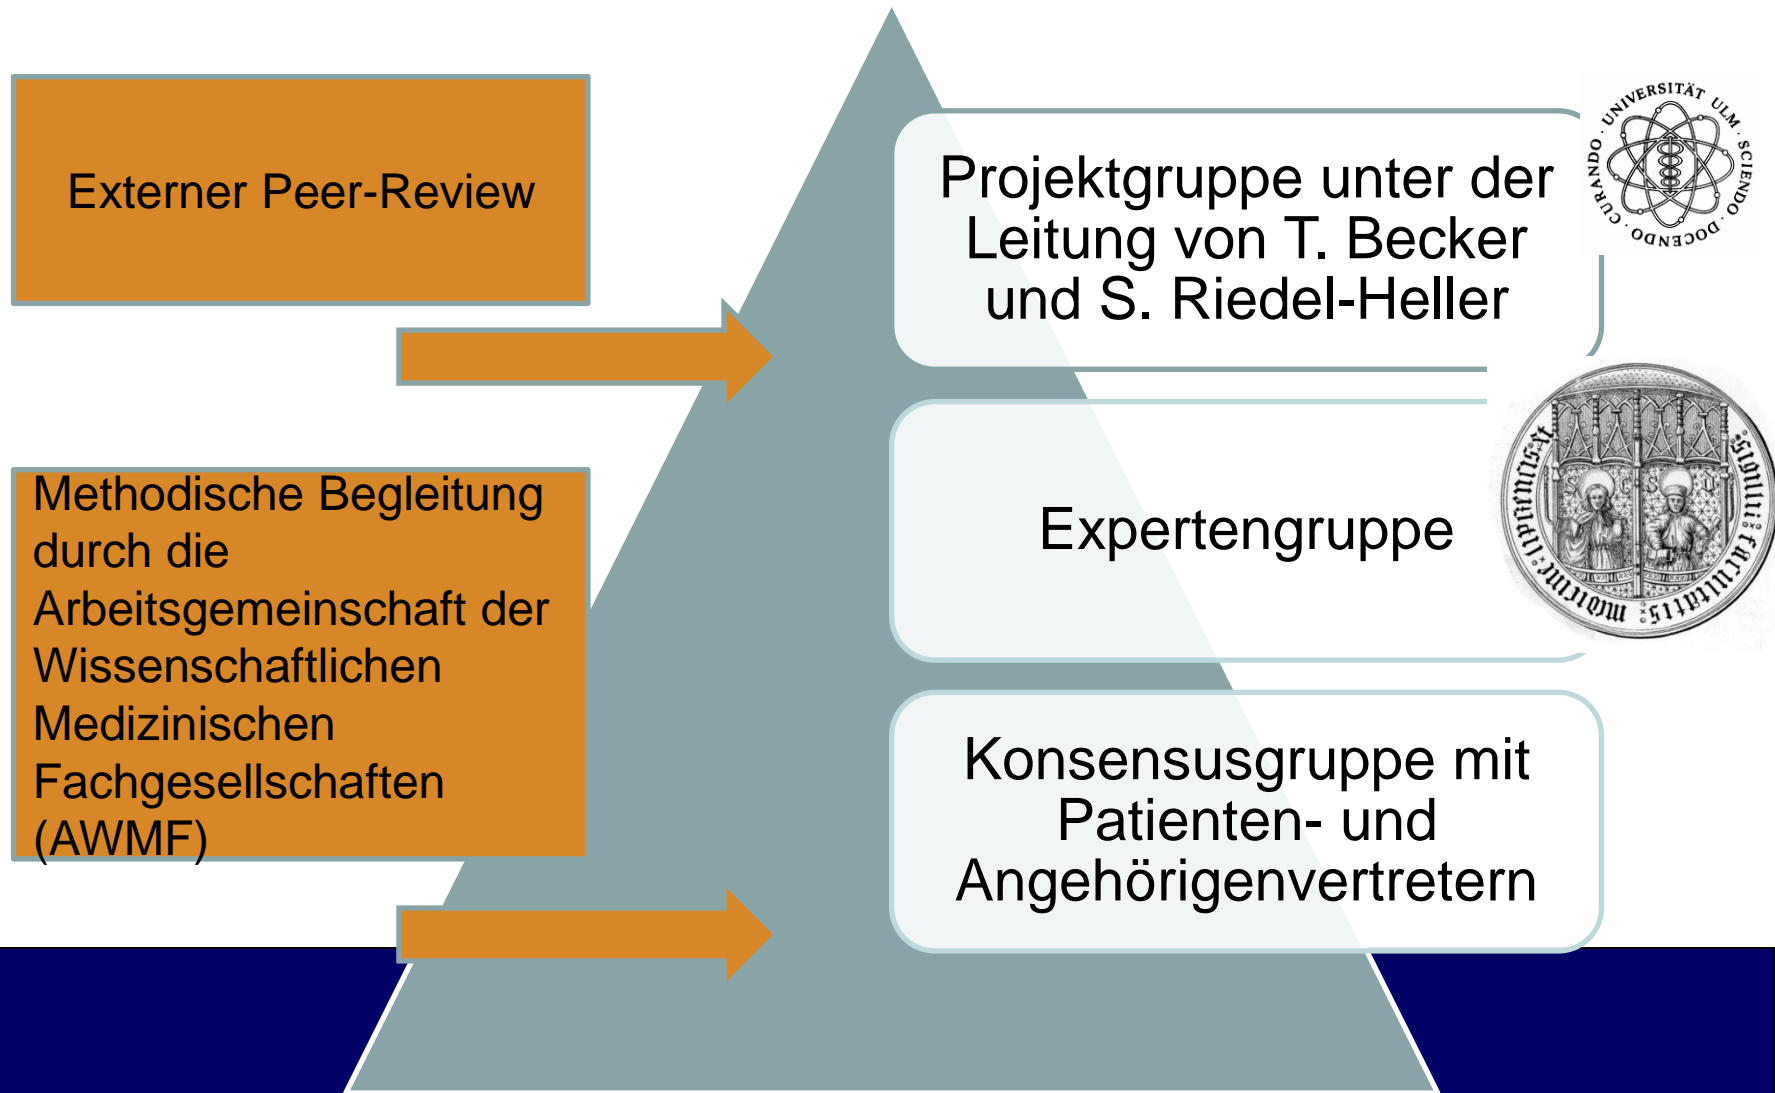 Externer Peer-Review
Methodische Begleitung
durch die
Arbeitsgemeinschaft der
Wissenschaftlichen
Medizinischen
Fachgesellschaften
(AWMF)
Projektgruppe unter der
Leitung von T. Becker
und S. Riedel-Heller
Expertengruppe
Konsensusgruppe mit
Patienten- und
Angehörigenvertretern
UNIVERSITÄT ULM · SCIENDO · DOCENDO · CURANDO ·